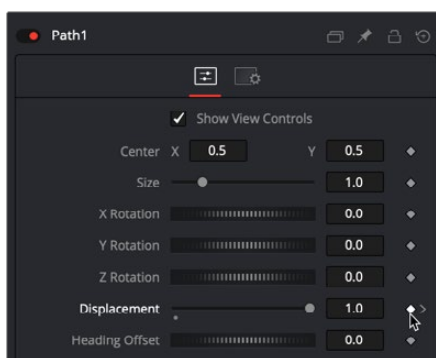 Path1
Show View Controls
Center X 0.5 Y 0.5
Size 1.0
X Rotation 0.0
Y Rotation 0.0
Z Rotation 0.0
Displacement 1.0
Heading Offset 0.0